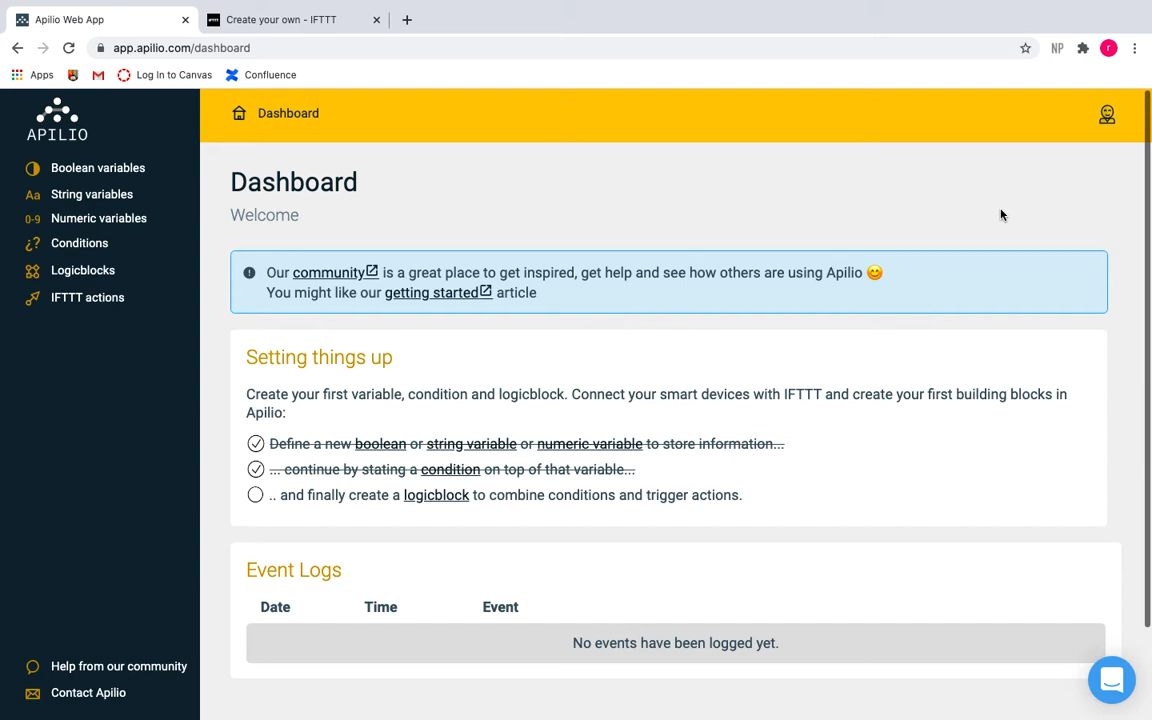 Apilio Web App
IFTTT
Create your own - IFTTT
app.apilio.com/dashboard
NP
r
Apps
Log In to Canvas
Confluence
APILIO
Boolean variables
Aa String variables
0-9 Numeric variables
¿? Conditions
Logicblocks
IFTTT actions
Help from our community
Contact Apilio
Dashboard
Dashboard
Welcome
Our community is a great place to get inspired, get help and see how others are using Apilio 😊
You might like our getting started article
Setting things up
Create your first variable, condition and logicblock. Connect your smart devices with IFTTT and create your first building blocks in
Apilio:
Define a new boolean or string variable or numeric variable to store information...
... continue by stating a condition on top of that variable...
.. and finally create a logicblock to combine conditions and trigger actions.
Event Logs
Date Time Event
No events have been logged yet.